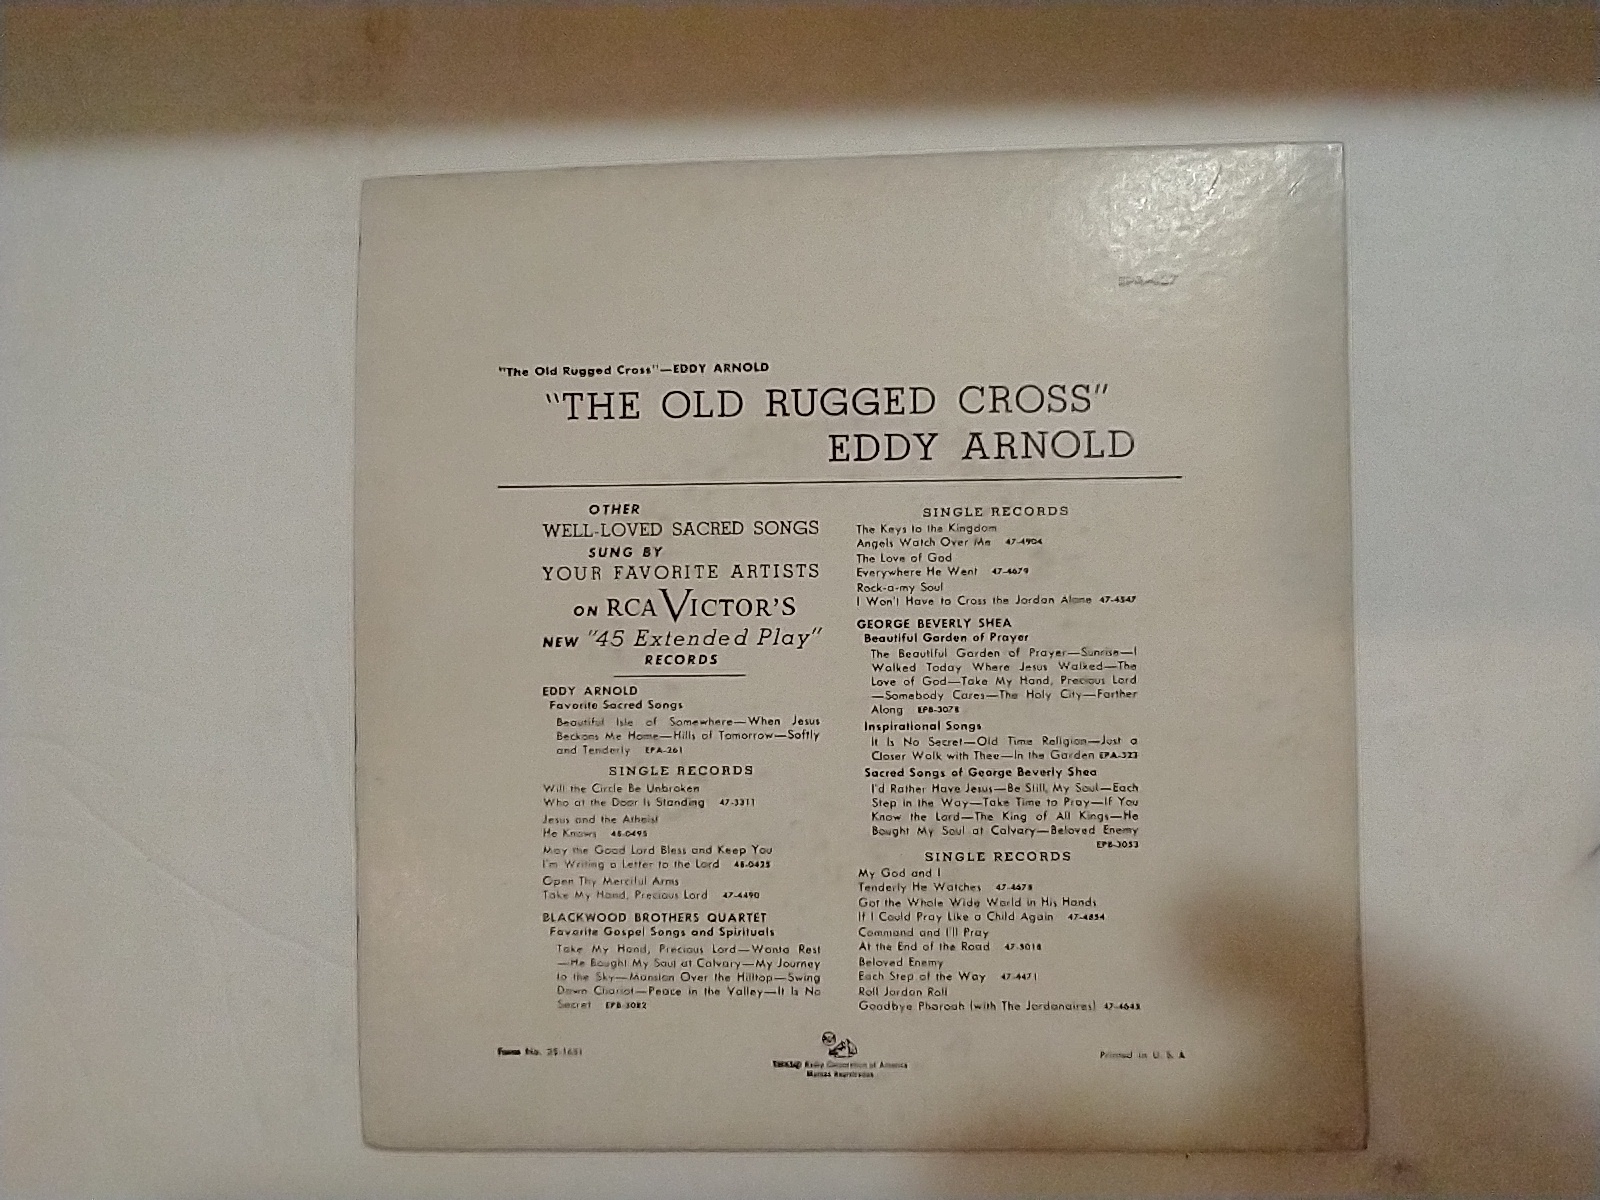 "The Old Rugged Cross"—EDDY ARNOLD
"THE OLD RUGGED CROSS"
EDDY ARNOLD
OTHER
WELL-LOVED SACRED SONGS
SUNG BY
YOUR FAVORITE ARTISTS
ON RCA VICTOR'S
NEW "45 Extended Play"
RECORDS
EDDY ARNOLD
Favorite Sacred Songs
Beautiful Isle of Somewhere—When Jesus
Beckons Me Home—Hills of Tomorrow—Softly
and Tenderly EPA-261
SINGLE RECORDS
Will the Circle Be Unbroken
Who at the Door Is Standing 47-3311
Jesus and the Atheist
He Knows 48-0495
May the Good Lord Bless and Keep You
I'm Writing a Letter to the Lord 48-0425
Open Thy Merciful Arms
Take My Hand, Precious Lord 47-4490
BLACKWOOD BROTHERS QUARTET
Favorite Gospel Songs and Spirituals
Take My Hand, Precious Lord—Wanta Rest
—He Bought My Soul at Calvary—My Journey
to the Sky—Mansion Over the Hilltop—Swing
Down Chariot—Peace in the Valley—It Is No
Secret EPB-3082
SINGLE RECORDS
The Keys to the Kingdom
Angels Watch Over Me 47-4904
The Love of God
Everywhere He Went 47-4679
Rock-a-my Soul
I Won't Have to Cross the Jordan Alone 47-4547
GEORGE BEVERLY SHEA
Beautiful Garden of Prayer
The Beautiful Garden of Prayer—Sunrise—I
Walked Today Where Jesus Walked—The
Love of God—Take My Hand, Precious Lord
—Somebody Cares—The Holy City—Farther
Along EPB-3078
Inspirational Songs
It Is No Secret—Old Time Religion—Just a
Closer Walk with Thee—In the Garden EPA-323
Sacred Songs of George Beverly Shea
I'd Rather Have Jesus—Be Still, My Soul—Each
Step in the Way—Take Time to Pray—If You
Know the Lord—The King of All Kings—He
Bought My Soul at Calvary—Beloved Enemy
EPB-3053
SINGLE RECORDS
My God and I
Tenderly He Watches 47-4678
Got the Whole Wide World in His Hands
If I Could Pray Like a Child Again 47-4854
Command and I'll Pray
At the End of the Road 47-5018
Beloved Enemy
Each Step of the Way 47-4471
Roll Jordan Roll
Goodbye Pharoah (with The Jordanaires) 47-4643
Form No. 25-1651
Radio Corporation of America
Marcas Registradas
Printed in U. S. A